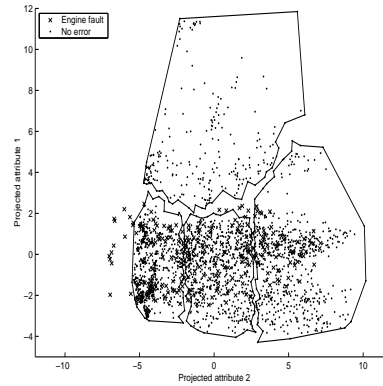 12
10
8
6
4
2
0
−2
−4
Projected attribute 1
× Engine fault
· No error
−10 −5 0 5 10
Projected attribute 2